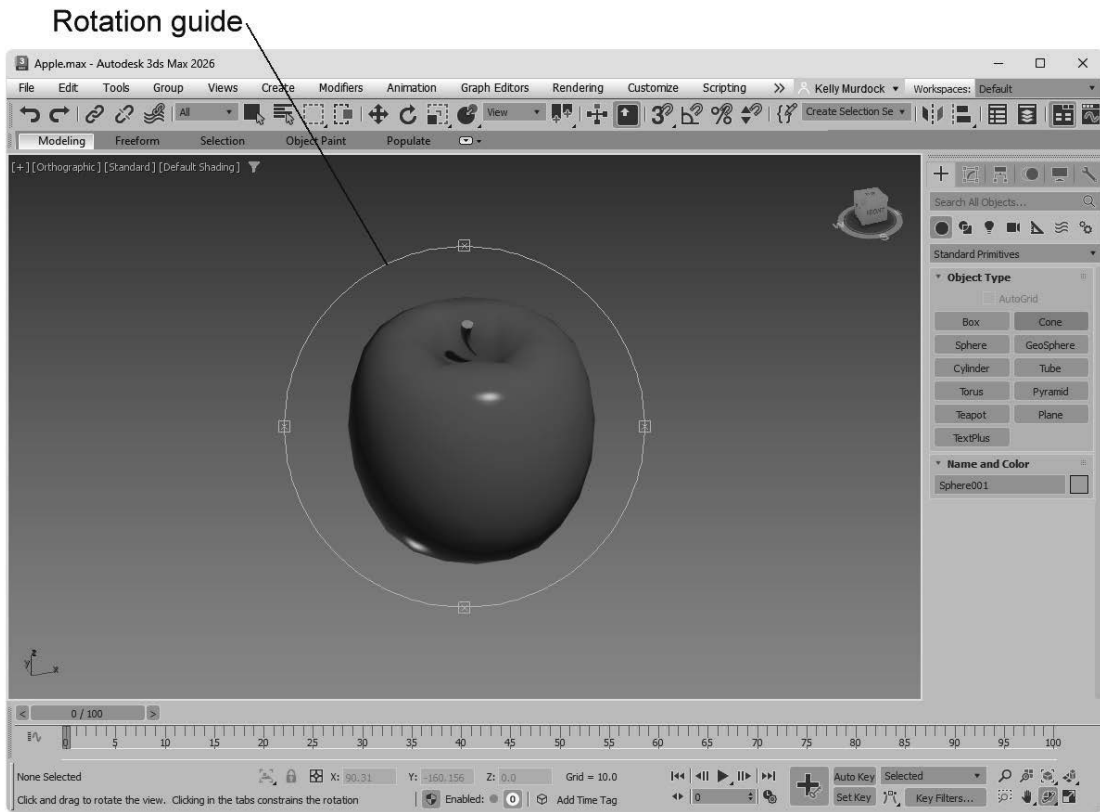 Rotation guide
Apple.max - Autodesk 3ds Max 2026
File Edit Tools Group Views Create Modifiers Animation Graph Editors Rendering Customize Scripting >> Kelly Murdock Workspaces: Default
All View Create Selection Se
Modeling Freeform Selection Object Paint Populate
[+] [Orthographic] [Standard] [Default Shading]
RIGHT
Search All Objects...
Standard Primitives
Object Type
AutoGrid
Box Cone
Sphere GeoSphere
Cylinder Tube
Torus Pyramid
Teapot Plane
TextPlus
Name and Color
Sphere001
z
y x
< 0 / 100 >
0 5 10 15 20 25 30 35 40 45 50 55 60 65 70 75 80 85 90 95 100
None Selected X: 90.31 Y: -160.156 Z: 0.0 Grid = 10.0 Auto Key Selected
Click and drag to rotate the view. Clicking in the tabs constrains the rotation Enabled: 0 Add Time Tag 0 Set Key Key Filters...